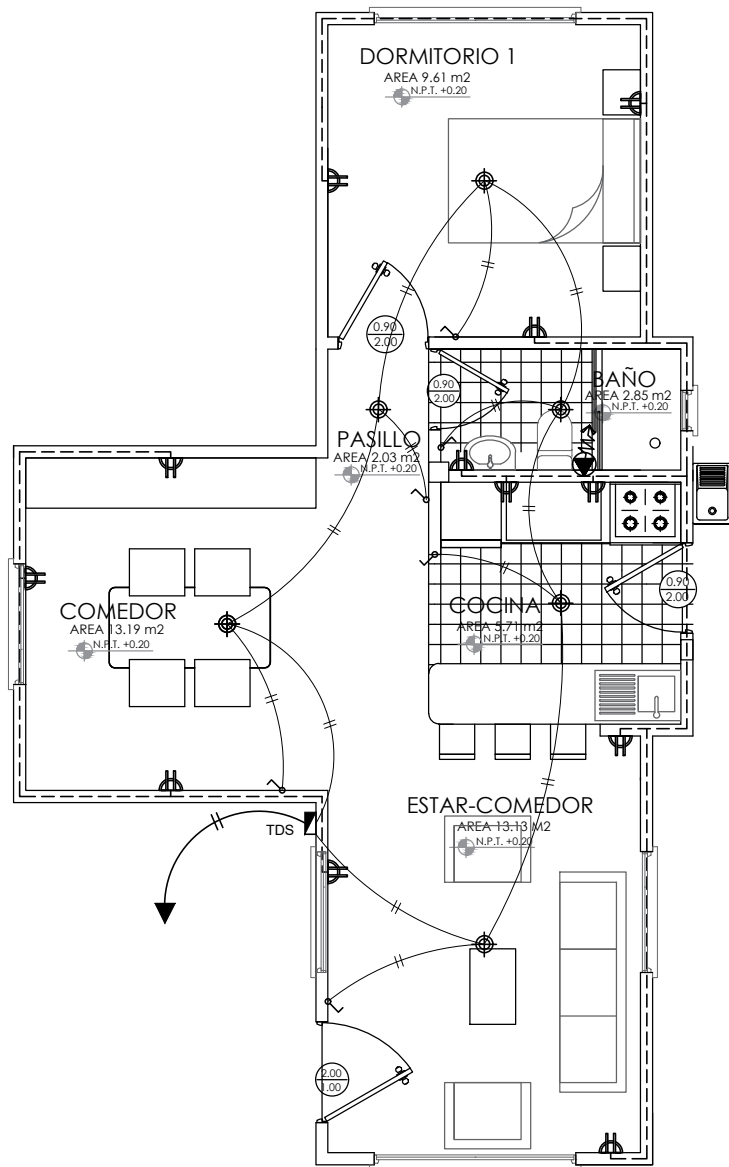 DORMITORIO 1
AREA 9.61 m2
N.P.T. +0.20
0.90
2.00
0.90
2.00
BAÑO
AREA 2.85 m2
N.P.T. +0.20
PASILLO
AREA 2.03 m2
N.P.T. +0.20
COMEDOR
AREA 13.19 m2
N.P.T. +0.20
COCINA
AREA 5.71 m2
N.P.T. +0.20
0.90
2.00
ESTAR-COMEDOR
AREA 13.13 M2
N.P.T. +0.20
TDS
2.00
1.00